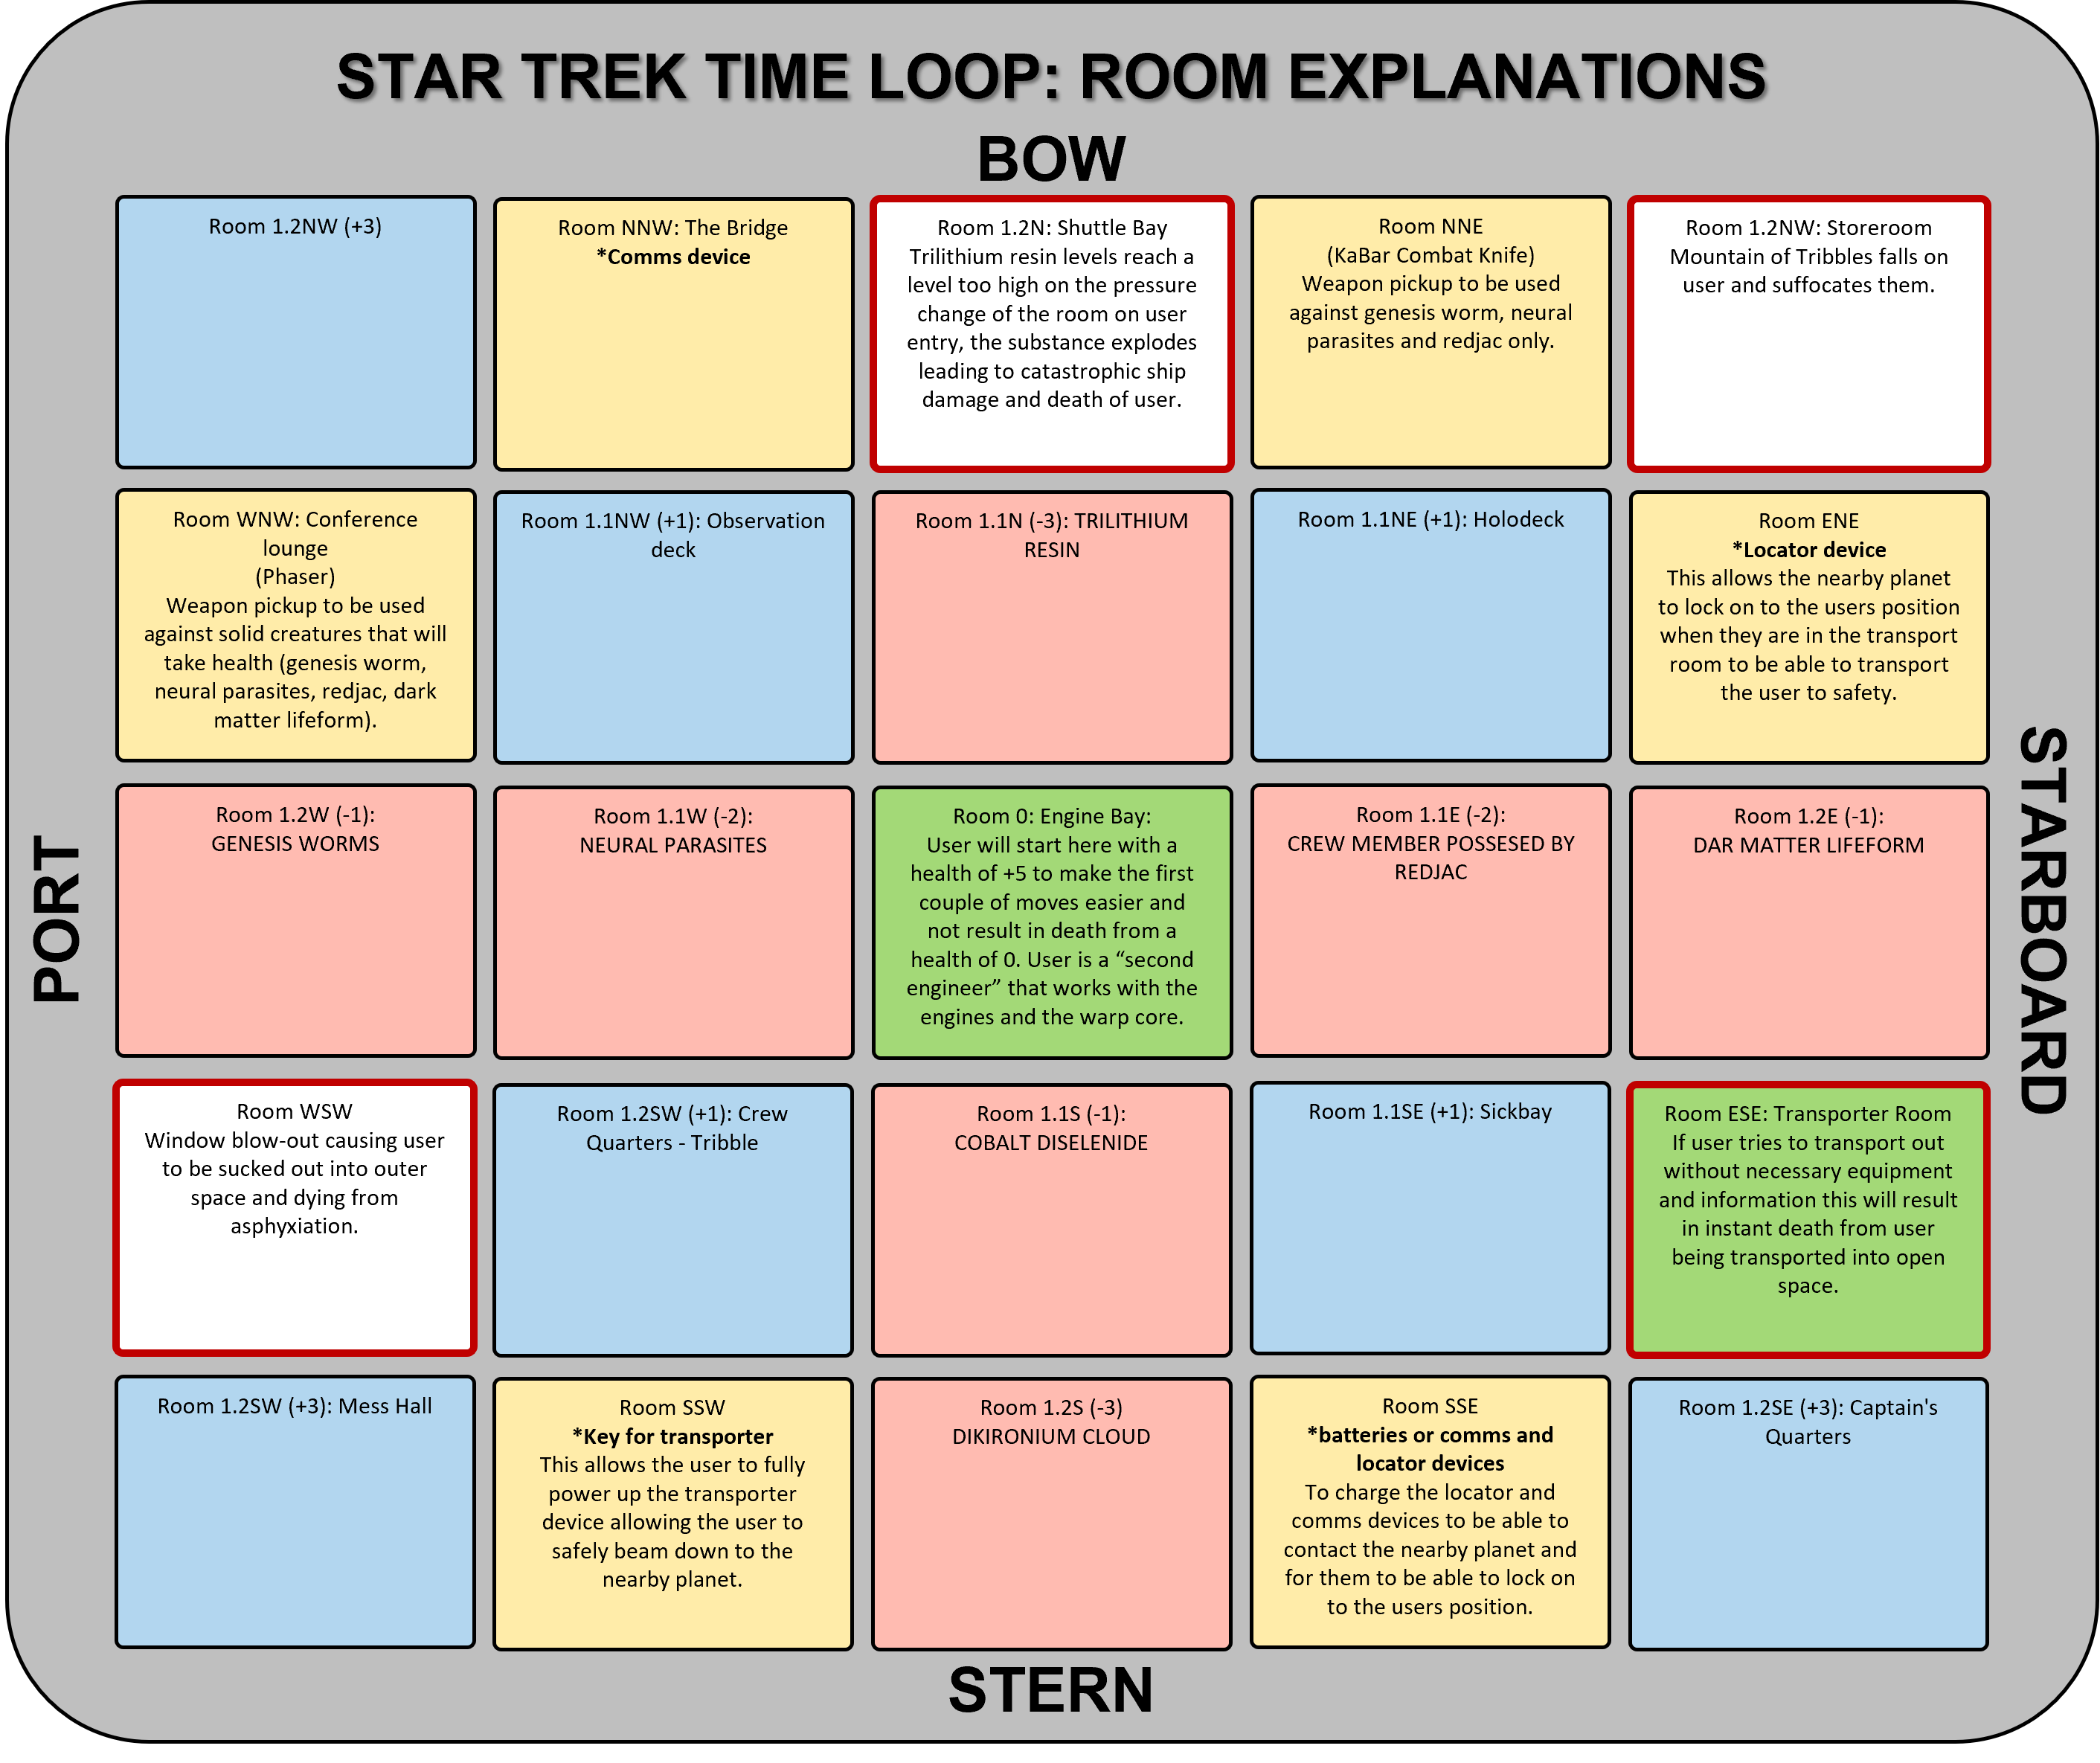 STAR TREK TIME LOOP: ROOM EXPLANATIONS
BOW
Room 1.2NW (+3)
Room NNW: The Bridge
*Comms device
Room 1.2N: Shuttle Bay
Trilithium resin levels reach a
level too high on the pressure
change of the room on user
entry, the substance explodes
leading to catastrophic ship
damage and death of user.
Room NNE
(KaBar Combat Knife)
Weapon pickup to be used
against genesis worm, neural
parasites and redjac only.
Room 1.2NW: Storeroom
Mountain of Tribbles falls on
user and suffocates them.
Room WNW: Conference
lounge
(Phaser)
Weapon pickup to be used
against solid creatures that will
take health (genesis worm,
neural parasites, redjac, dark
matter lifeform).
Room 1.1NW (+1): Observation
deck
Room 1.1N (-3): TRILITHIUM
RESIN
Room 1.1NE (+1): Holodeck
Room ENE
*Locator device
This allows the nearby planet
to lock on to the users position
when they are in the transport
room to be able to transport
the user to safety.
PORT
Room 1.2W (-1):
GENESIS WORMS
Room 1.1W (-2):
NEURAL PARASITES
Room 0: Engine Bay:
User will start here with a
health of +5 to make the first
couple of moves easier and
not result in death from a
health of 0. User is a “second
engineer” that works with the
engines and the warp core.
Room 1.1E (-2):
CREW MEMBER POSSESED BY
REDJAC
Room 1.2E (-1):
DAR MATTER LIFEFORM
STARBOARD
Room WSW
Window blow-out causing user
to be sucked out into outer
space and dying from
asphyxiation.
Room 1.2SW (+1): Crew
Quarters - Tribble
Room 1.1S (-1):
COBALT DISELENIDE
Room 1.1SE (+1): Sickbay
Room ESE: Transporter Room
If user tries to transport out
without necessary equipment
and information this will result
in instant death from user
being transported into open
space.
Room 1.2SW (+3): Mess Hall
Room SSW
*Key for transporter
This allows the user to fully
power up the transporter
device allowing the user to
safely beam down to the
nearby planet.
Room 1.2S (-3)
DIKIRONIUM CLOUD
Room SSE
*batteries or comms and
locator devices
To charge the locator and
comms devices to be able to
contact the nearby planet and
for them to be able to lock on
to the users position.
Room 1.2SE (+3): Captain's
Quarters
STERN